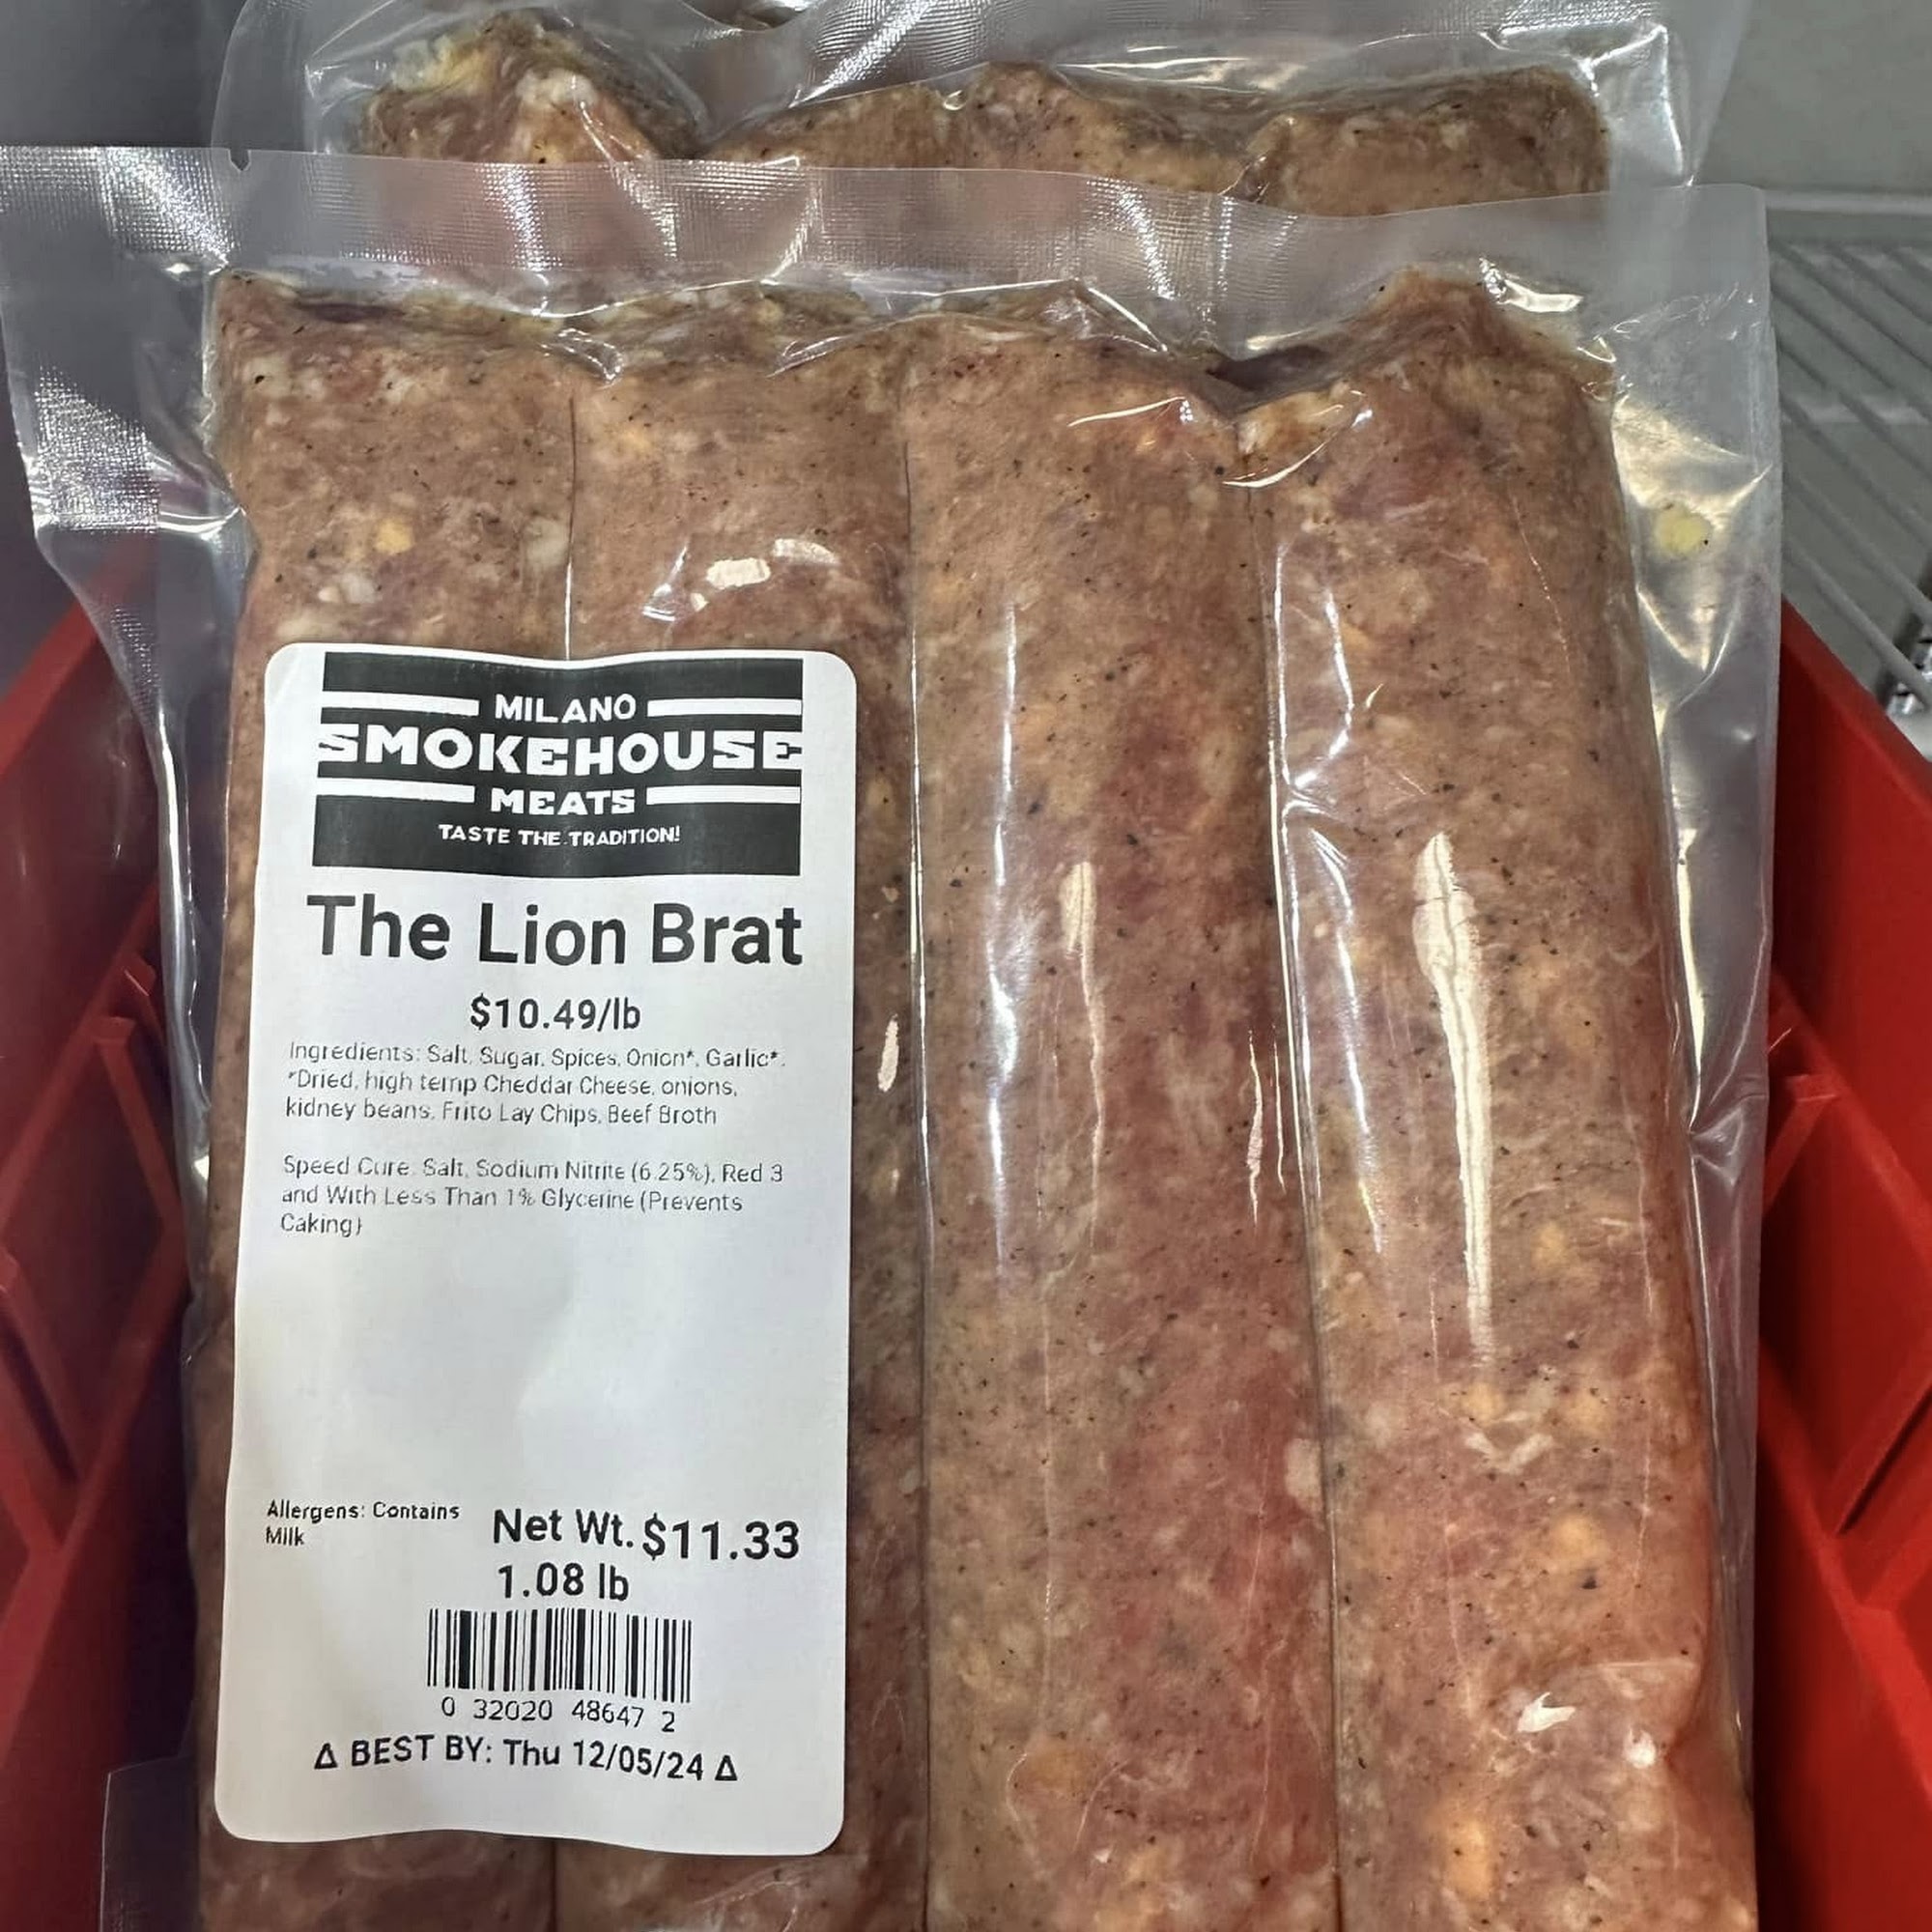 MILANO
SMOKEHOUSE
MEATS
TASTE THE TRADITION!
The Lion Brat
$10.49/lb
Ingredients: Salt, Sugar, Spices, Onion*, Garlic*.
*Dried, high temp Cheddar Cheese, onions,
kidney beans, Frito Lay Chips, Beef Broth
Speed Cure: Salt, Sodium Nitrite (6.25%), Red 3
and With Less Than 1% Glycerine (Prevents
Caking)
Allergens: Contains
Milk
Net Wt. $11.33
1.08 lb
0 32020 48647 2
Δ BEST BY: Thu 12/05/24 Δ